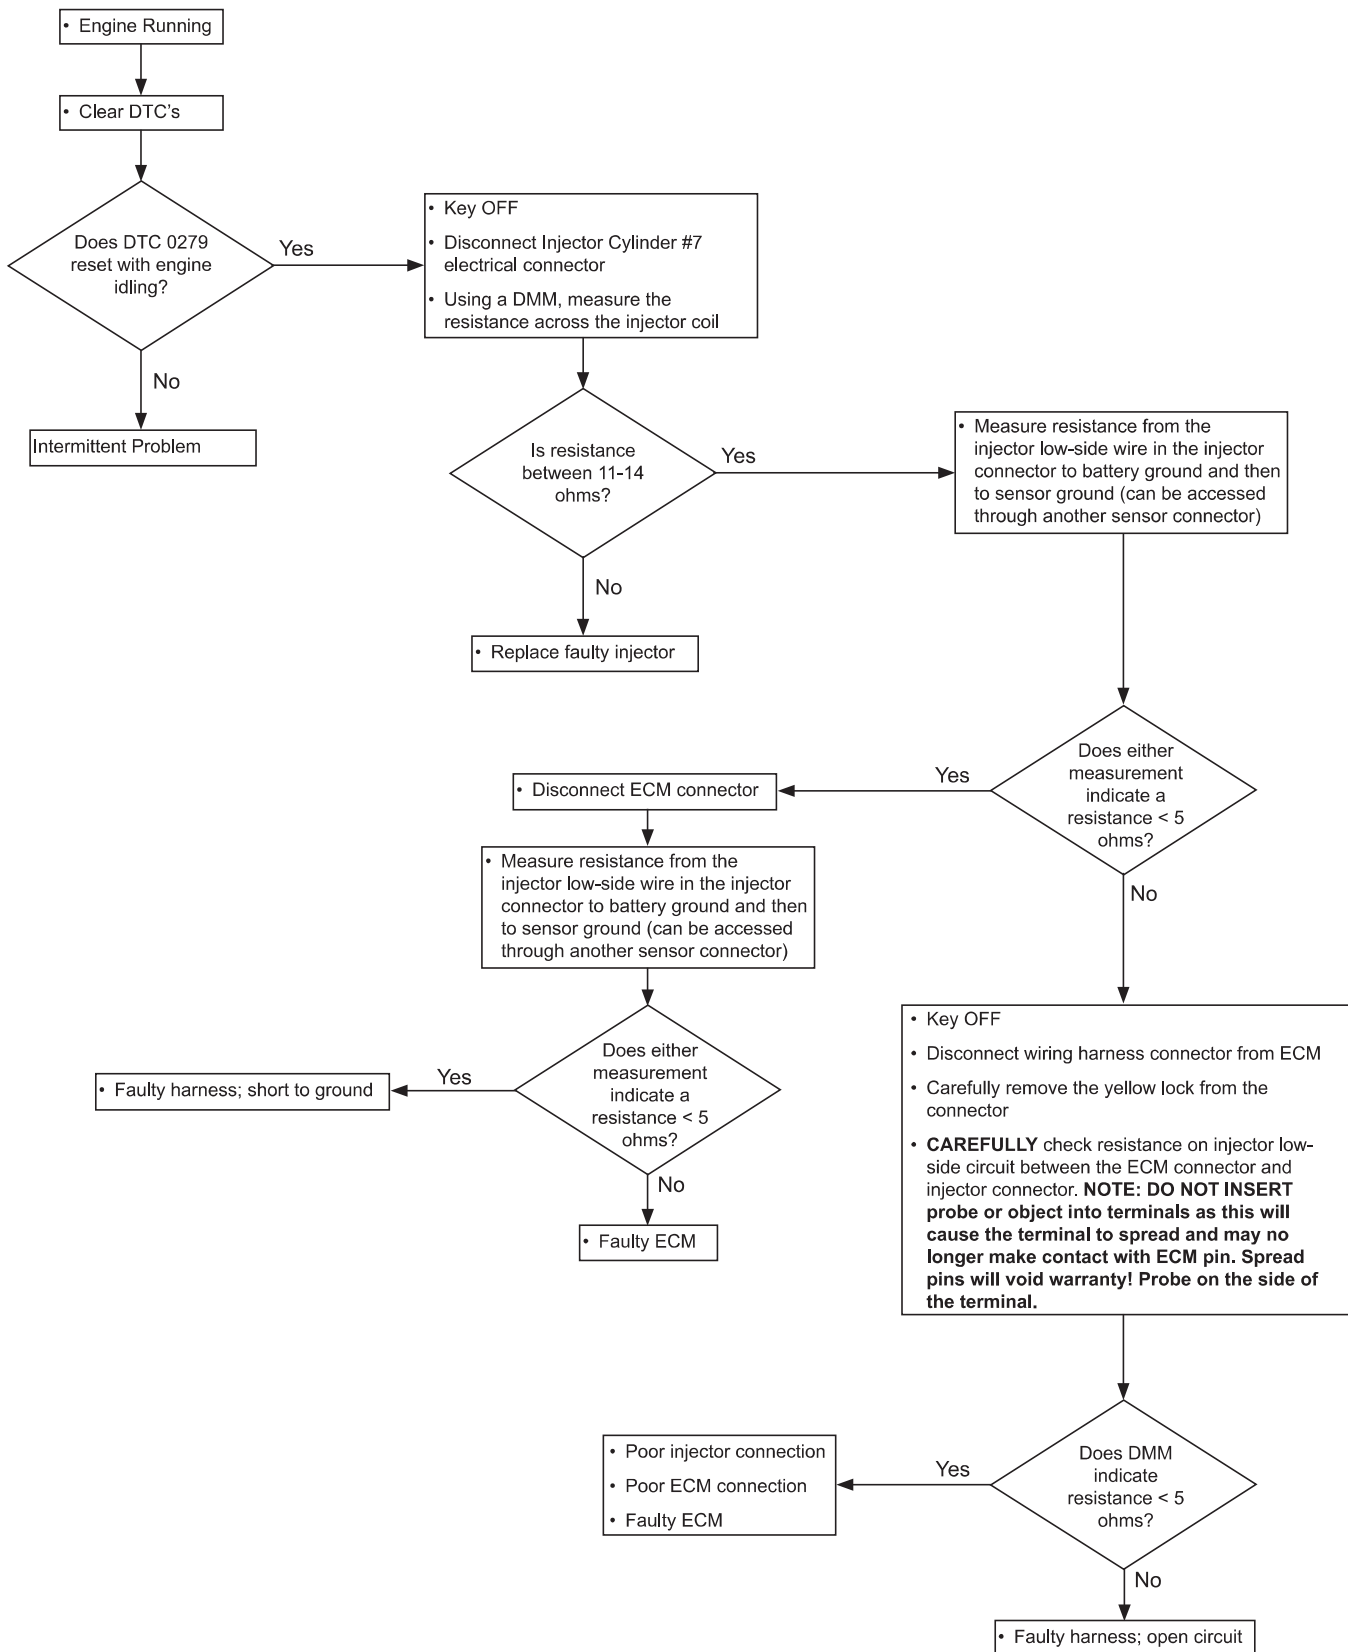 • Engine Running
• Clear DTC's
Does DTC 0279
reset with engine
idling?
Yes
No
Intermittent Problem
• Key OFF
• Disconnect Injector Cylinder #7
electrical connector
• Using a DMM, measure the
resistance across the injector coil
Is resistance
between 11-14
ohms?
Yes
No
• Replace faulty injector
• Measure resistance from the
injector low-side wire in the injector
connector to battery ground and then
to sensor ground (can be accessed
through another sensor connector)
Does either
measurement
indicate a
resistance < 5
ohms?
Yes
No
• Disconnect ECM connector
• Measure resistance from the
injector low-side wire in the injector
connector to battery ground and then
to sensor ground (can be accessed
through another sensor connector)
Does either
measurement
indicate a
resistance < 5
ohms?
Yes
• Faulty harness; short to ground
No
• Faulty ECM
• Key OFF
• Disconnect wiring harness connector from ECM
• Carefully remove the yellow lock from the
connector
• CAREFULLY check resistance on injector low-
side circuit between the ECM connector and
injector connector. NOTE: DO NOT INSERT
probe or object into terminals as this will
cause the terminal to spread and may no
longer make contact with ECM pin. Spread
pins will void warranty! Probe on the side of
the terminal.
Does DMM
indicate
resistance < 5
ohms?
Yes
• Poor injector connection
• Poor ECM connection
• Faulty ECM
No
• Faulty harness; open circuit